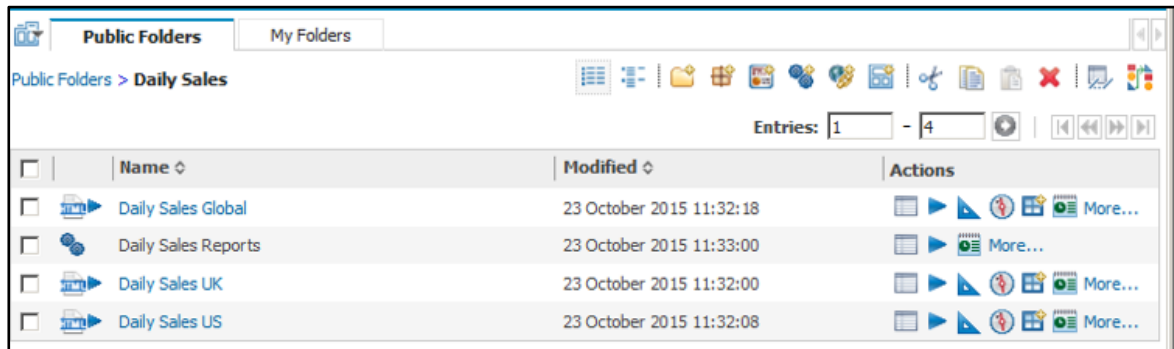 Public Folders My Folders
Public Folders > Daily Sales
Entries: 1 - 4
Name Modified Actions
Daily Sales Global 23 October 2015 11:32:18 More...
Daily Sales Reports 23 October 2015 11:33:00 More...
Daily Sales UK 23 October 2015 11:32:00 More...
Daily Sales US 23 October 2015 11:32:08 More...